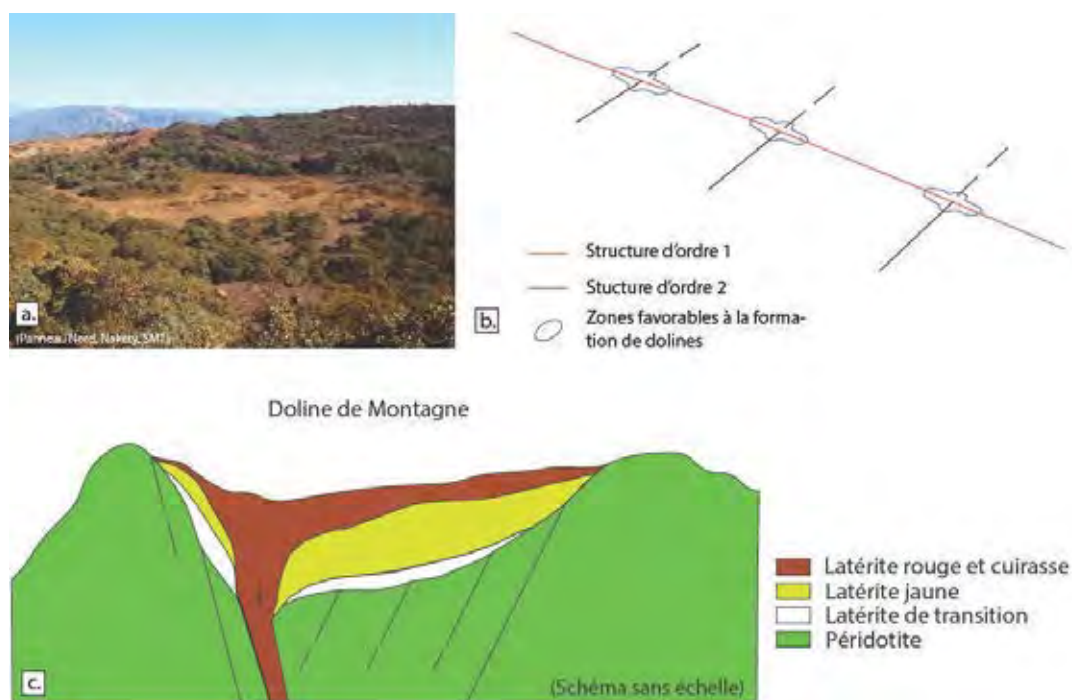 a.
(Panneau Nord, Nakety, SMT)
Structure d'ordre 1
Stucture d'ordre 2
Zones favorables à la forma-
tion de dolines
b.
Doline de Montagne
Latérite rouge et cuirasse
Latérite jaune
Latérite de transition
Péridotite
c.
(Schéma sans échelle)